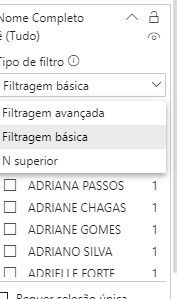 Nome Completo
é (Tudo)
Tipo de filtro
Filtragem básica
Filtragem avançada
Filtragem básica
N superior
ADRIANA PASSOS 1
ADRIANE CHAGAS 1
ADRIANE GOMES 1
ADRIANO SILVA 1
ADRIELLE FORTE 1
Requer seleção única